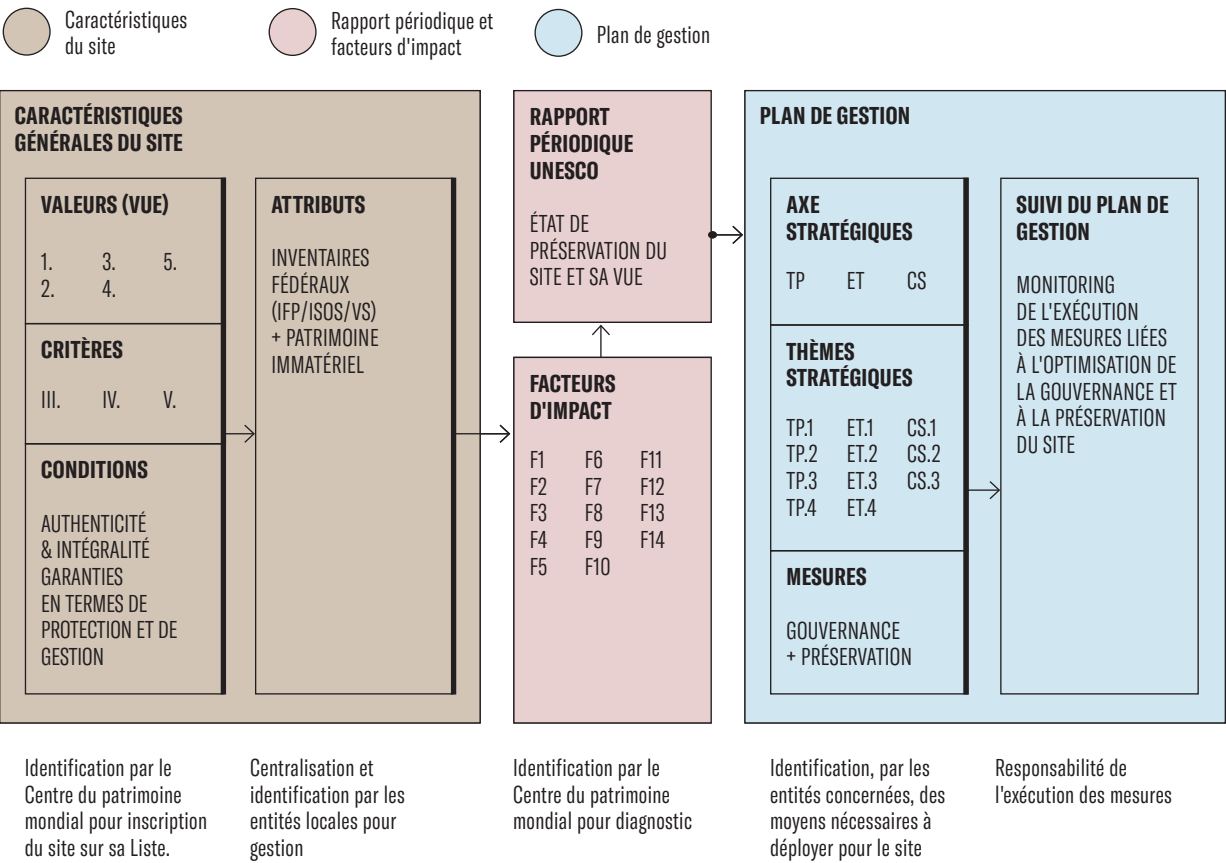 Caractéristiques
du site
Rapport périodique et
facteurs d'impact
Plan de gestion
CARACTÉRISTIQUES
GÉNÉRALES DU SITE
VALEURS (VUE)
1. 3. 5.
2. 4.
CRITÈRES
III. IV. V.
CONDITIONS
AUTHENTICITÉ
& INTÉGRALITÉ
GARANTIES
EN TERMES DE
PROTECTION ET DE
GESTION
ATTRIBUTS
INVENTAIRES
FÉDÉRAUX
(IFP/ISOS/VS)
+ PATRIMOINE
IMMATÉRIEL
RAPPORT
PÉRIODIQUE
UNESCO
ÉTAT DE
PRÉSERVATION DU
SITE ET SA VUE
FACTEURS
D'IMPACT
F1 F6 F11
F2 F7 F12
F3 F8 F13
F4 F9 F14
F5 F10
PLAN DE GESTION
AXE
STRATÉGIQUES
TP ET CS
THÈMES
STRATÉGIQUES
TP.1 ET.1 CS.1
TP.2 ET.2 CS.2
TP.3 ET.3 CS.3
TP.4 ET.4
MESURES
GOUVERNANCE
+ PRÉSERVATION
SUIVI DU PLAN DE
GESTION
MONITORING
DE L'EXÉCUTION
DES MESURES LIÉES
À L'OPTIMISATION DE
LA GOUVERNANCE ET
À LA PRÉSERVATION
DU SITE
Identification par le
Centre du patrimoine
mondial pour inscription
du site sur sa Liste.
Centralisation et
identification par les
entités locales pour
gestion
Identification par le
Centre du patrimoine
mondial pour diagnostic
Identification, par les
entités concernées, des
moyens nécessaires à
déployer pour le site
Responsabilité de
l'exécution des mesures